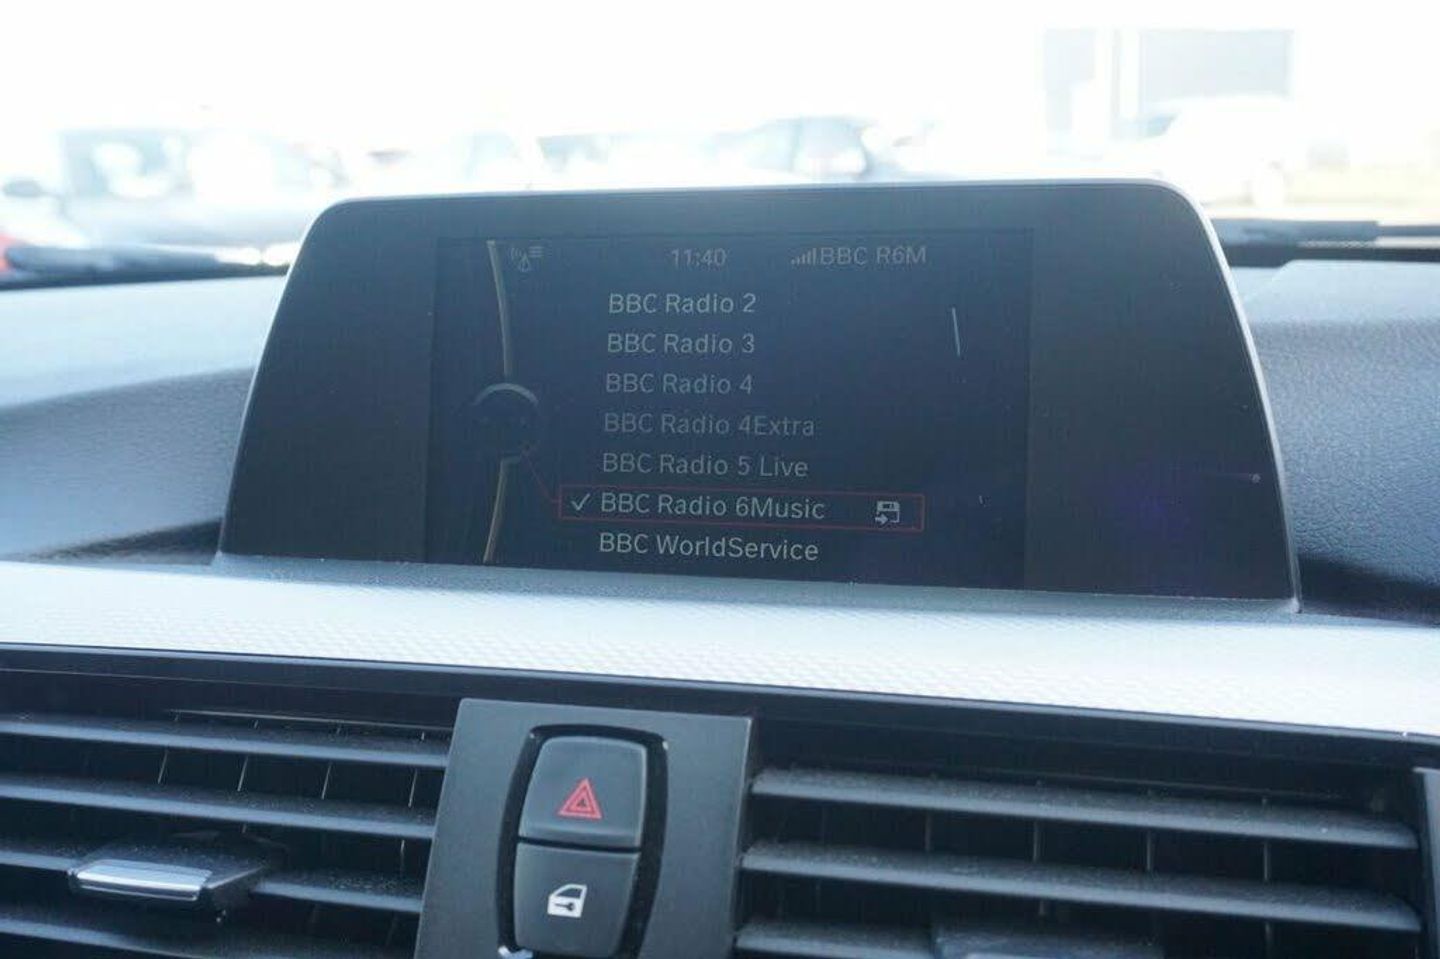 11:40 BBC R6M
BBC Radio 2
BBC Radio 3
BBC Radio 4
BBC Radio 4Extra
BBC Radio 5 Live
BBC Radio 6Music
BBC WorldService